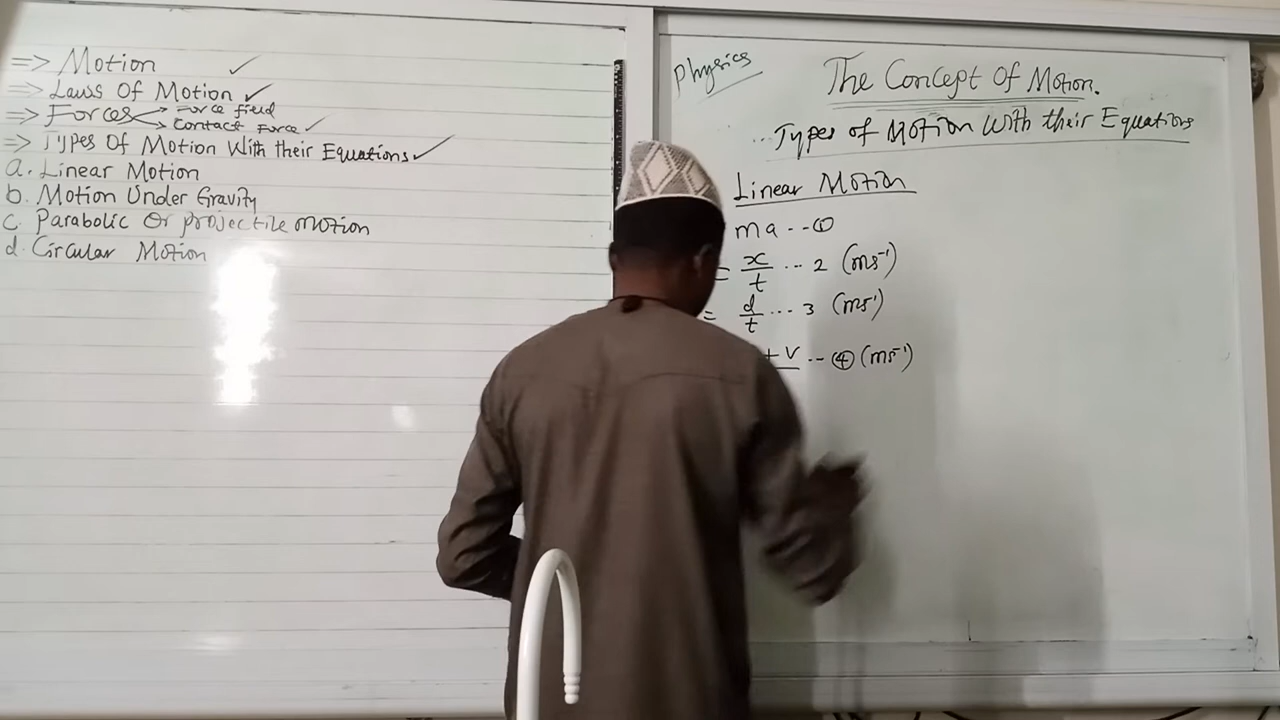 => Motion ✓
=> Laws Of Motion ✓
=> Forces → Force field
→ Contact Force ✓
=> Types Of Motion With their Equations ✓
a. Linear Motion
b. Motion Under Gravity
c. Parabolic Or projectile motion
d. Circular Motion
Physics
The Concept Of Motion.
... Types of Motion With their Equations
Linear Motion
ma -- ①
= x/t ... 2 (ms⁻¹)
= d/t ... 3 (ms⁻¹)
+ v -- ④ (ms⁻¹)